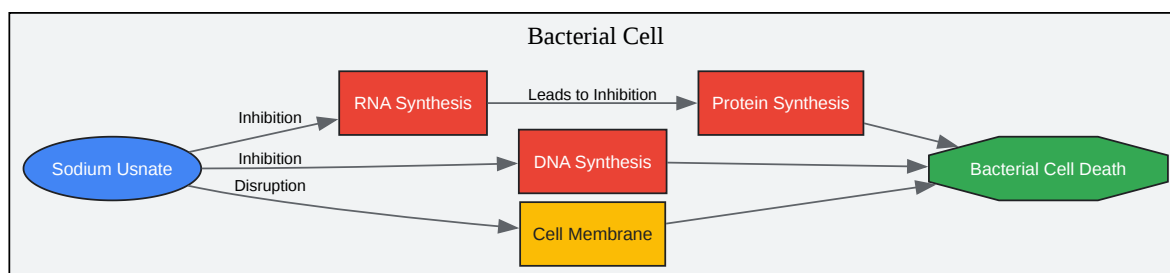 Bacterial Cell
RNA Synthesis
Leads to Inhibition
Protein Synthesis
Inhibition
Sodium Usnate
Inhibition
DNA Synthesis
Bacterial Cell Death
Disruption
Cell Membrane